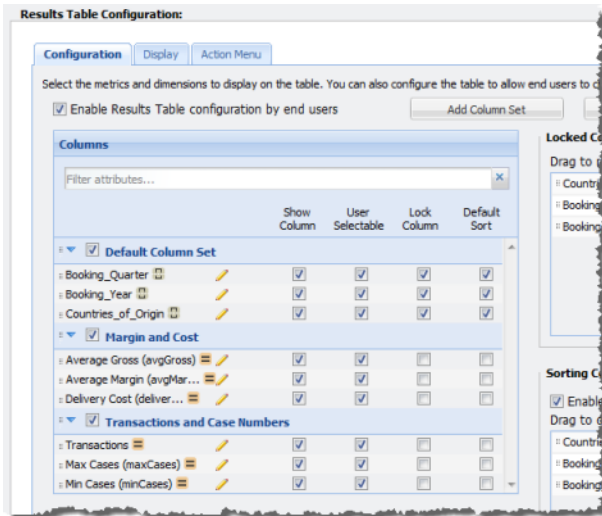 Results Table Configuration:
Configuration Display Action Menu
Select the metrics and dimensions to display on the table. You can also configure the table to allow end users to
Enable Results Table configuration by end users
Add Column Set
Columns
Filter attributes...
Show Column
User Selectable
Lock Column
Default Sort
Default Column Set
Booking_Quarter
Booking_Year
Countries_of_Origin
Margin and Cost
Average Gross (avgGross)
Average Margin (avgMar...
Delivery Cost (deliver...
Transactions and Case Numbers
Transactions
Max Cases (maxCases)
Min Cases (minCases)
Locked
Drag to
Countri
Booking
Booking
Sorting
Enable
Drag to
Countri
Booking
Booking